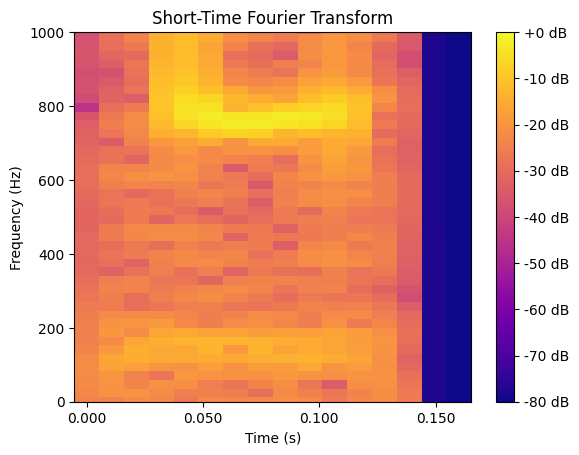 Short-Time Fourier Transform
1000
800
600
400
200
0
Frequency (Hz)
0.000
0.050
0.100
0.150
Time (s)
+0 dB
-10 dB
-20 dB
-30 dB
-40 dB
-50 dB
-60 dB
-70 dB
-80 dB